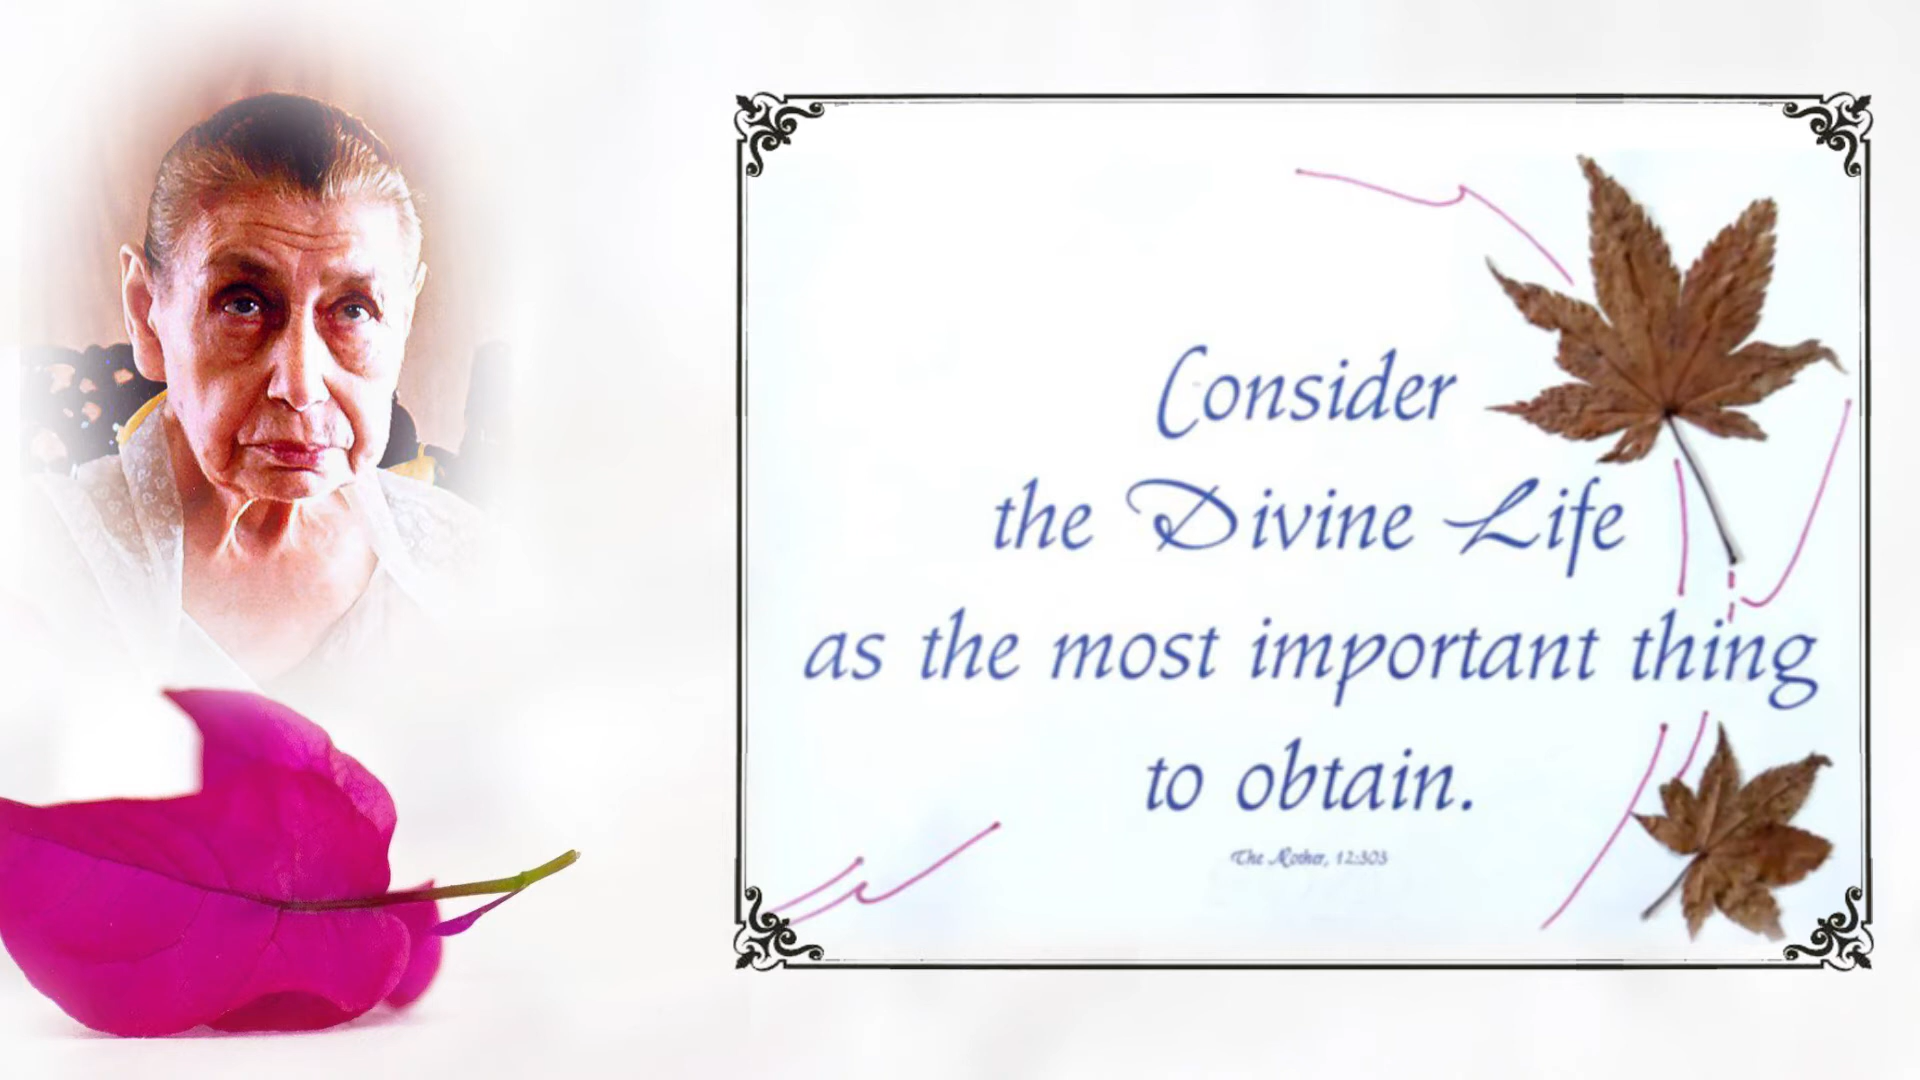 Consider
the Divine Life
as the most important thing
to obtain.
The Mother, 12:303